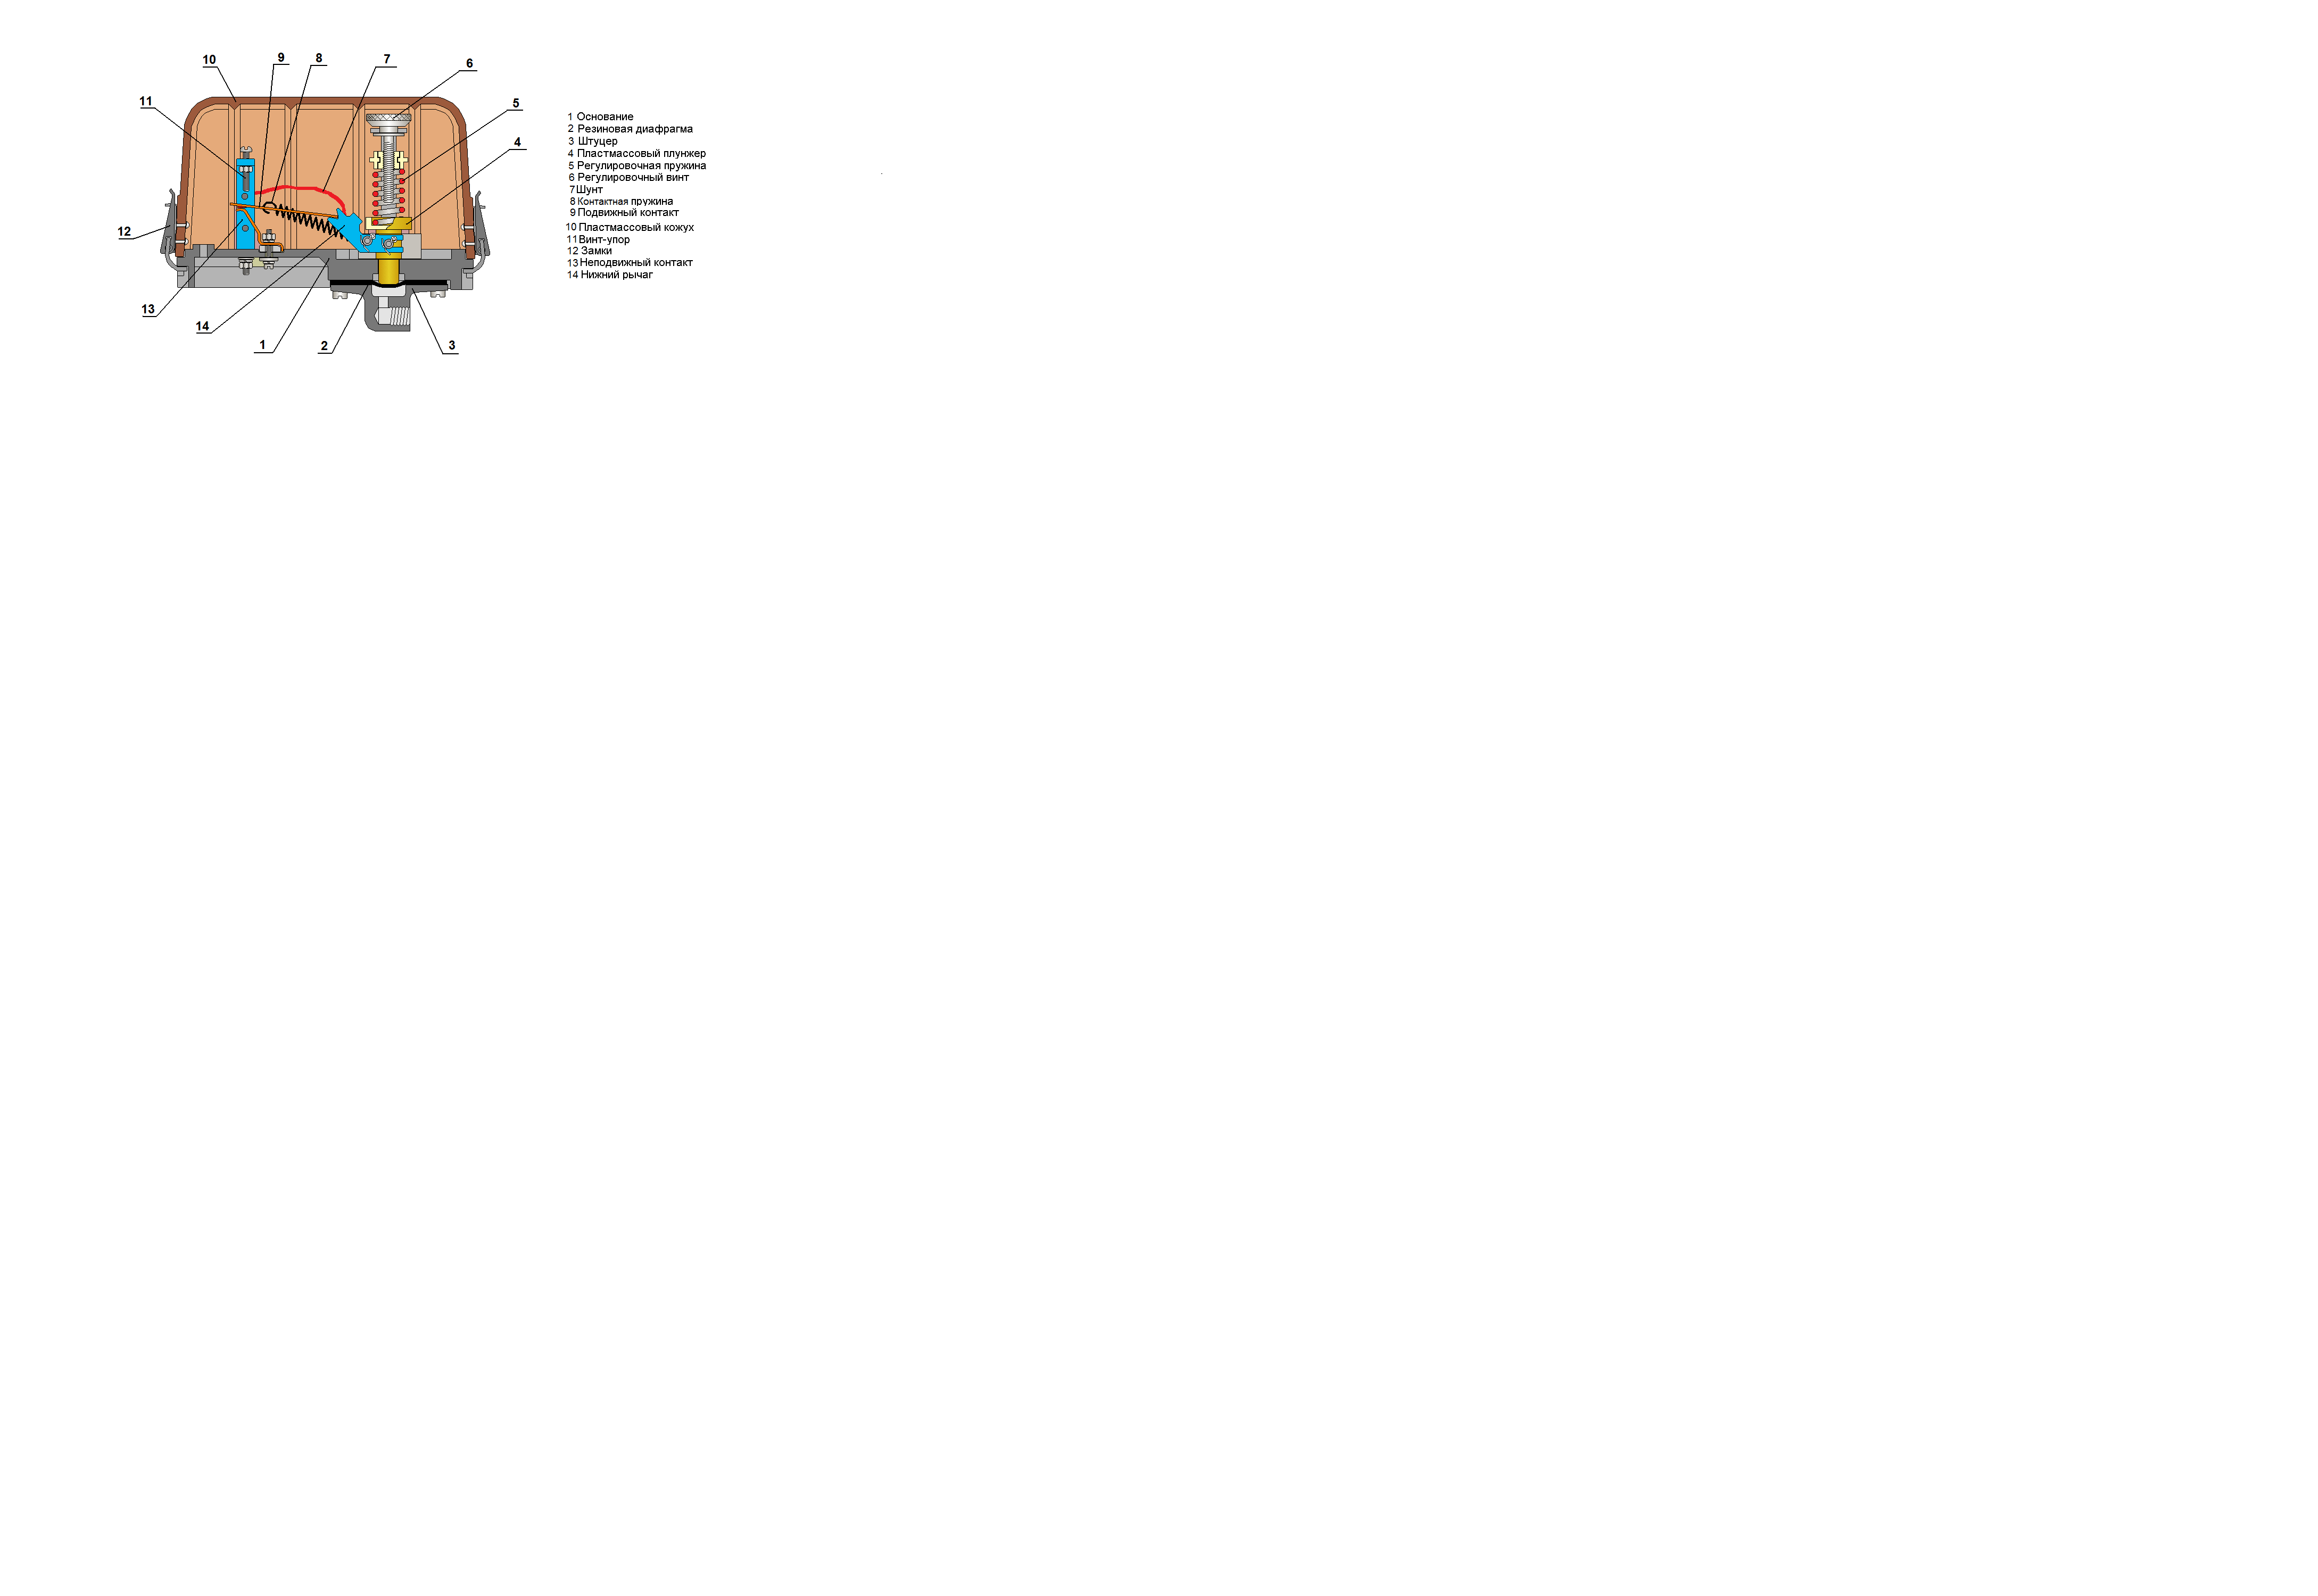 10
9
8
7
6
11
5
4
12
13
14
1
2
3
1 Основание
2 Резиновая диафрагма
3 Штуцер
4 Пластмассовый плунжер
5 Регулировочная пружина
6 Регулировочный винт
7 Шунт
8 Контактная пружина
9 Подвижный контакт
10 Пластмассовый кожух
11 Винт-упор
12 Замки
13 Неподвижный контакт
14 Нижний рычаг